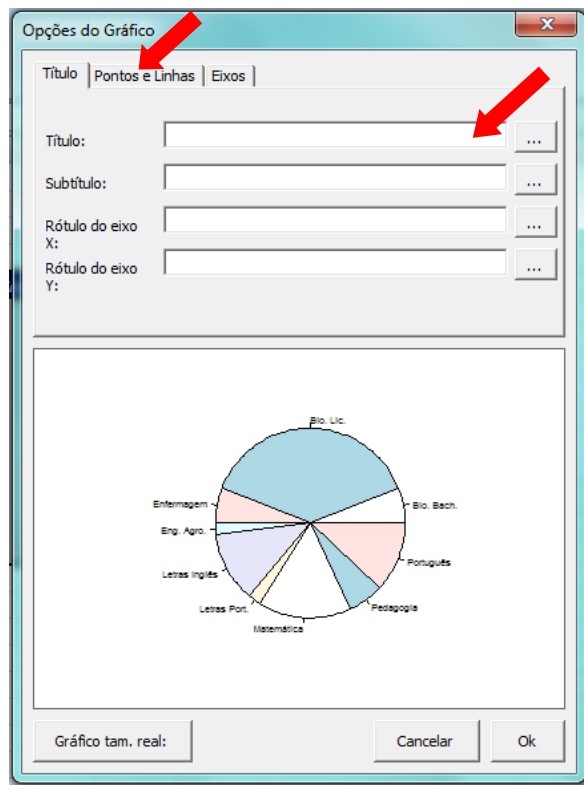 Opções do Gráfico
Título Pontos e Linhas Eixos
Título: ...
Subtítulo: ...
Rótulo do eixo X: ...
Rótulo do eixo Y: ...
Bio. Lic.
Enfermagem Bio. Bach.
Eng. Agro.
Português
Letras Inglês
Letras Port. Pedagogia
Matemática
Gráfico tam. real: Cancelar Ok